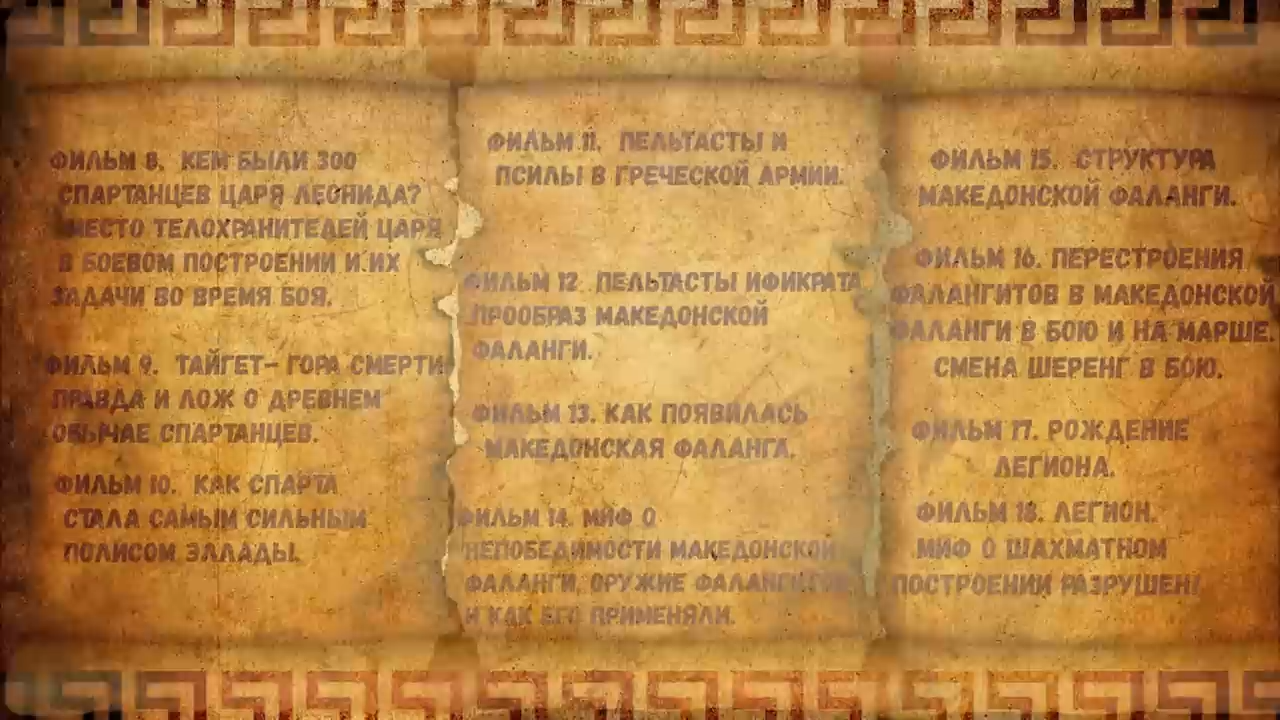 ФИЛЬМ 8. КЕМ БЫЛИ 300
СПАРТАНЦЕВ ЦАРЯ ЛЕОНИДА?
МЕСТО ТЕЛОХРАНИТЕЛЕЙ ЦАРЯ
В БОЕВОМ ПОСТРОЕНИИ И ИХ
ЗАДАЧИ ВО ВРЕМЯ БОЯ.
ФИЛЬМ 9. ТАЙГЕТ- ГОРА СМЕРТИ
ПРАВДА И ЛОЖ О ДРЕВНЕМ
ОБЫЧАЕ СПАРТАНЦЕВ.
ФИЛЬМ 10. КАК СПАРТА
СТАЛА САМЫМ СИЛЬНЫМ
ПОЛИСОМ ЭЛЛАДЫ.
ФИЛЬМ 11. ПЕЛЬТАСТЫ И
ПСИЛЫ В ГРЕЧЕСКОЙ АРМИИ.
ФИЛЬМ 12. ПЕЛЬТАСТЫ ИФИКРАТА
ПРООБРАЗ МАКЕДОНСКОЙ
ФАЛАНГИ.
ФИЛЬМ 13. КАК ПОЯВИЛАСЬ
МАКЕДОНСКАЯ ФАЛАНГА.
ФИЛЬМ 14. МИФ О
НЕПОБЕДИМОСТИ МАКЕДОНСКОЙ
ФАЛАНГИ, ОРУЖИЕ ФАЛАНГИТОВ,
И КАК ЕГО ПРИМЕНЯЛИ.
ФИЛЬМ 15. СТРУКТУРА
МАКЕДОНСКОЙ ФАЛАНГИ.
ФИЛЬМ 16. ПЕРЕСТРОЕНИЯ
ФАЛАНГИТОВ В МАКЕДОНСКОЙ
ФАЛАНГИ В БОЮ И НА МАРШЕ.
СМЕНА ШЕРЕНГ В БОЮ.
ФИЛЬМ 17. РОЖДЕНИЕ
ЛЕГИОНА.
ФИЛЬМ 18. ЛЕГИОН.
МИФ О ШАХМАТНОМ
ПОСТРОЕНИИ РАЗРУШЕН!